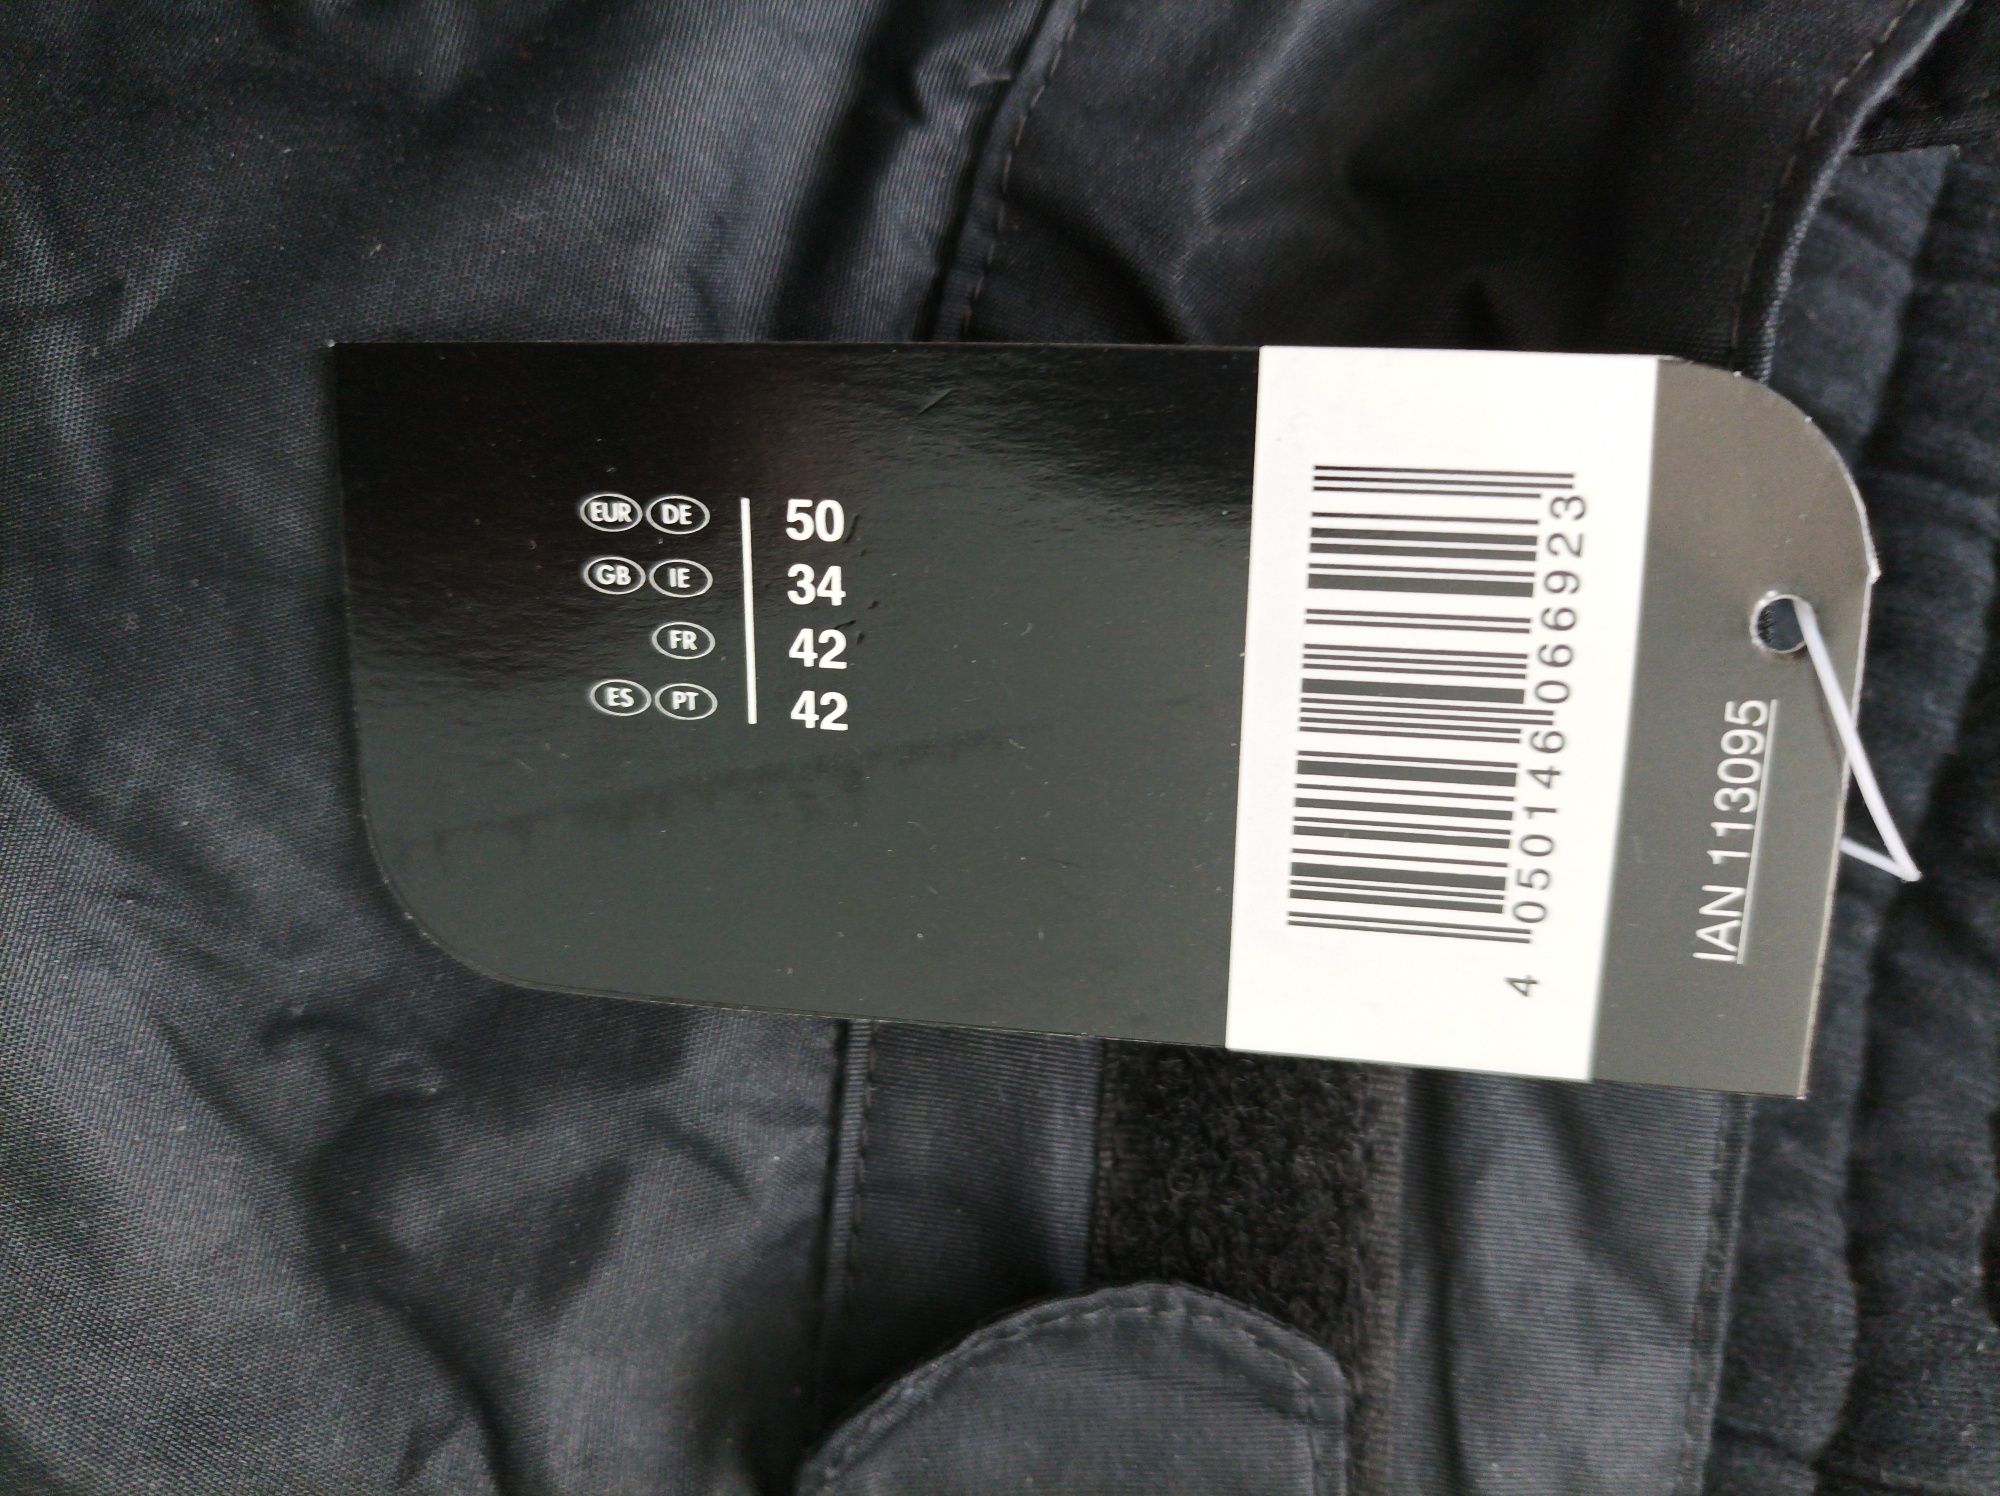 EUR DE 50
GB IE 34
FR 42
ES PT 42
4 050146 066923
IAN 113095